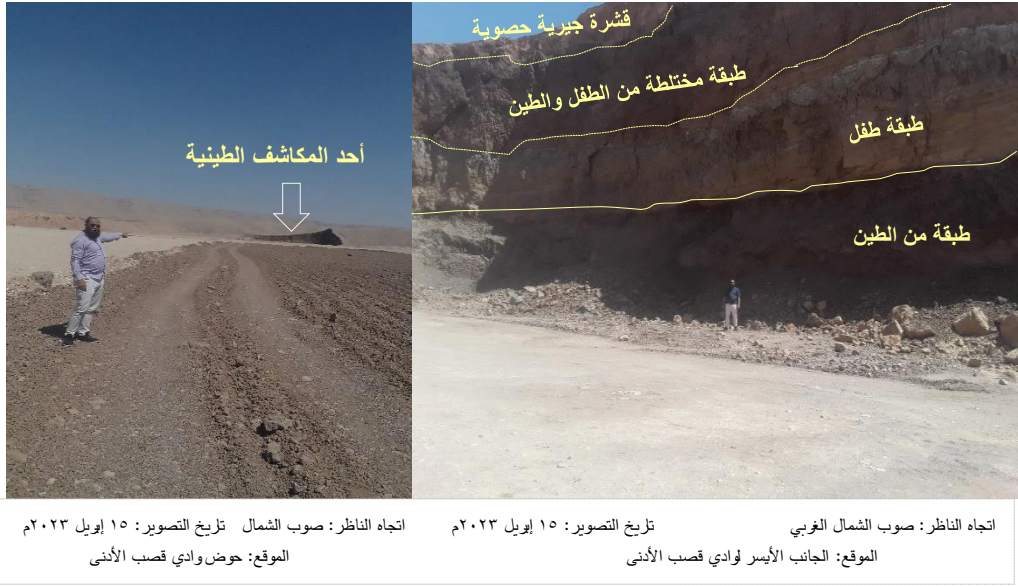 قشرة جيرية حصوية
طبقة مختلطة من الطفل والطين
طبقة طفل
طبقة من الطين
أحد المكاشف الطينية
اتجاه الناظر: صوب الشمال الغربي تاريخ التصوير: ١٥ إبريل ٢٠٢٣م
الموقع: الجانب الأيسر لوادي قصب الأدنى
اتجاه الناظر: صوب الشمال تاريخ التصوير: ١٥ إبريل ٢٠٢٣م
الموقع: حوض وادي قصب الأدنى